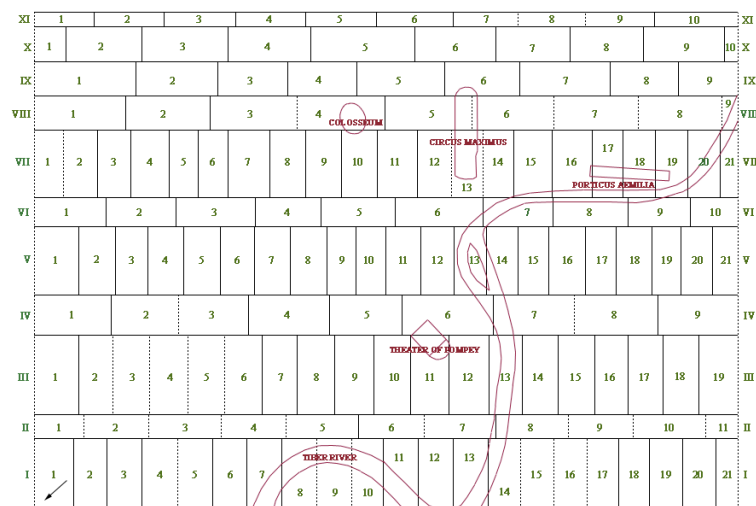 XI 1 2 3 4 5 6 7 8 9 10 XI
X 1 2 3 4 5 6 7 8 9 10 X
IX 1 2 3 4 5 6 7 8 9 IX
VIII 1 2 3 4 5 6 7 8 9 VIII
COLOSSEUM
CIRCUS MAXIMUS
VII 1 2 3 4 5 6 7 8 9 10 11 12 13 14 15 16 17 18 19 20 21 VII
PORTICUS AEMILIA
VI 1 2 3 4 5 6 7 8 9 10 VI
V 1 2 3 4 5 6 7 8 9 10 11 12 13 14 15 16 17 18 19 20 21 V
IV 1 2 3 4 5 6 7 8 9 IV
THEATER OF POMPEY
III 1 2 3 4 5 6 7 8 9 10 11 12 13 14 15 16 17 18 19 III
II 1 2 3 4 5 6 7 8 9 10 11 II
TIBER RIVER
I 1 2 3 4 5 6 7 8 9 10 11 12 13 14 15 16 17 18 19 20 21 I